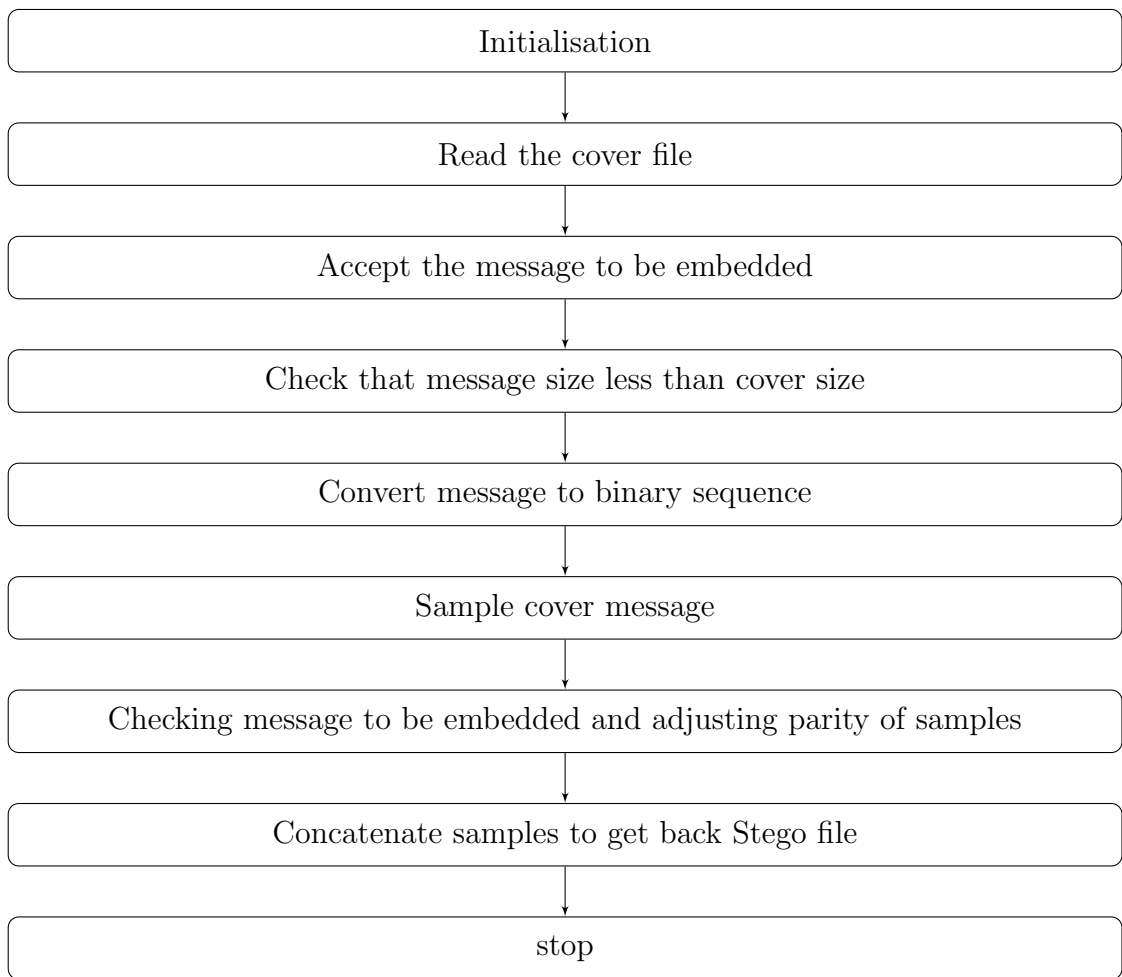 Initialisation
Read the cover file
Accept the message to be embedded
Check that message size less than cover size
Convert message to binary sequence
Sample cover message
Checking message to be embedded and adjusting parity of samples
Concatenate samples to get back Stego file
stop